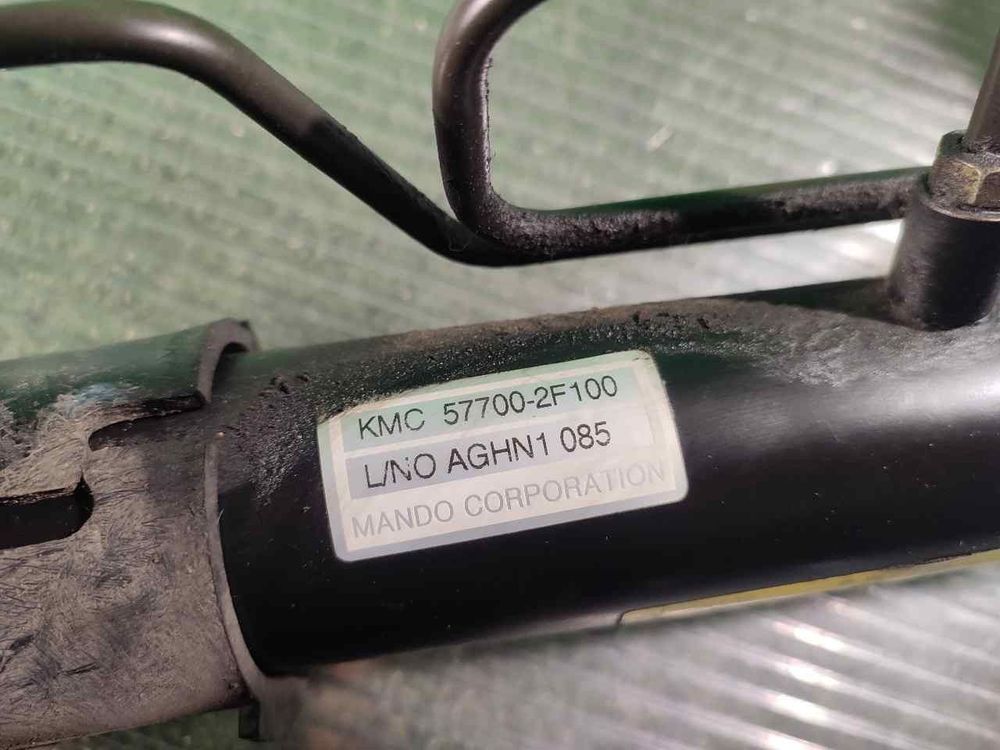 KMC 57700-2F100
L/NO AGHN1 085
MANDO CORPORATION